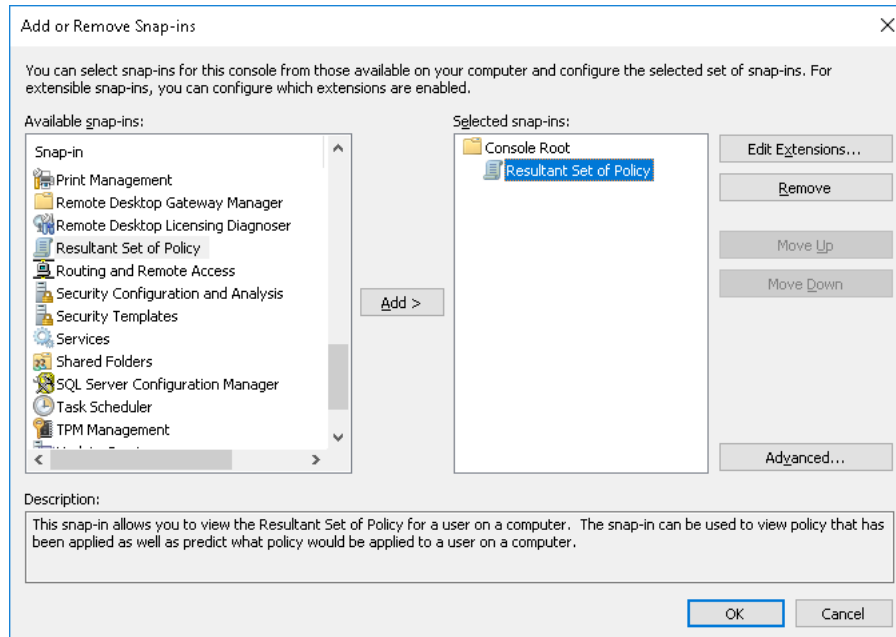 Add or Remove Snap-ins
You can select snap-ins for this console from those available on your computer and configure the selected set of snap-ins. For
extensible snap-ins, you can configure which extensions are enabled.
Available snap-ins:
Snap-in
Print Management
Remote Desktop Gateway Manager
Remote Desktop Licensing Diagnoser
Resultant Set of Policy
Routing and Remote Access
Security Configuration and Analysis
Security Templates
Services
Shared Folders
SQL Server Configuration Manager
Task Scheduler
TPM Management
Add >
Selected snap-ins:
Console Root
Resultant Set of Policy
Edit Extensions...
Remove
Move Up
Move Down
Advanced...
Description:
This snap-in allows you to view the Resultant Set of Policy for a user on a computer. The snap-in can be used to view policy that has
been applied as well as predict what policy would be applied to a user on a computer.
OK
Cancel